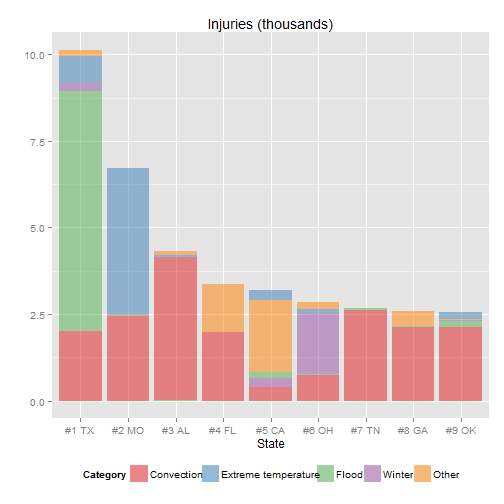 Injuries (thousands)
10.0
7.5
5.0
2.5
0.0
#1 TX #2 MO #3 AL #4 FL #5 CA #6 OH #7 TN #8 GA #9 OK
State
Category Convection Extreme temperature Flood Winter Other